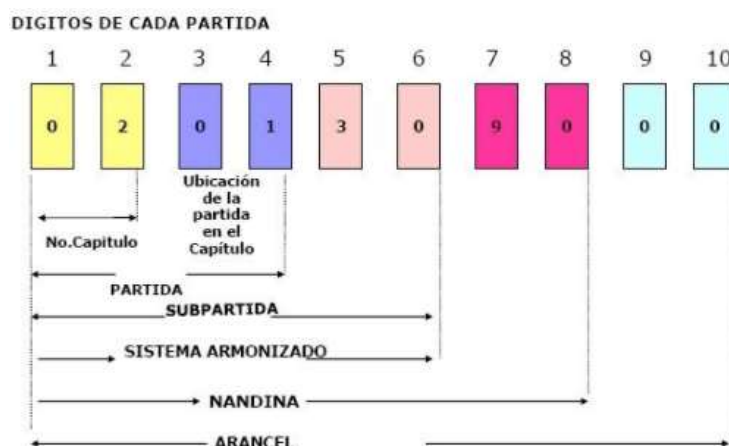 DIGITOS DE CADA PARTIDA
1 2 3 4 5 6 7 8 9 10
0 2 0 1 3 0 9 0 0 0
Ubicación
de la
partida
en el
Capítulo
No.Capitulo
PARTIDA
SUBPARTIDA
SISTEMA ARMONIZADO
NANDINA
ARANCEL